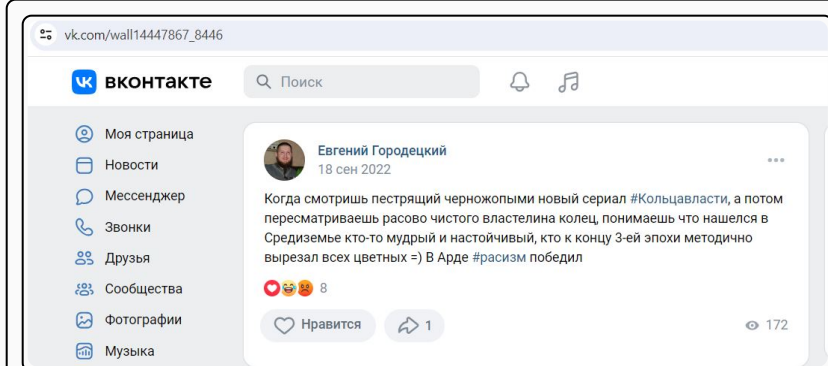 vk.com/wall14447867_8446
вконтакте
Поиск
Моя страница
Новости
Мессенджер
Звонки
Друзья
Сообщества
Фотографии
Музыка
Евгений Городецкий
18 сен 2022
Когда смотришь пестрящий черножопыми новый сериал #Кольцавласти, а потом
пересматриваешь расово чистого властелина колец, понимаешь что нашелся в
Средиземье кто-то мудрый и настойчивый, кто к концу 3-ей эпохи методично
вырезал всех цветных =) В Арде #расизм победил
8
Нравится
1
172